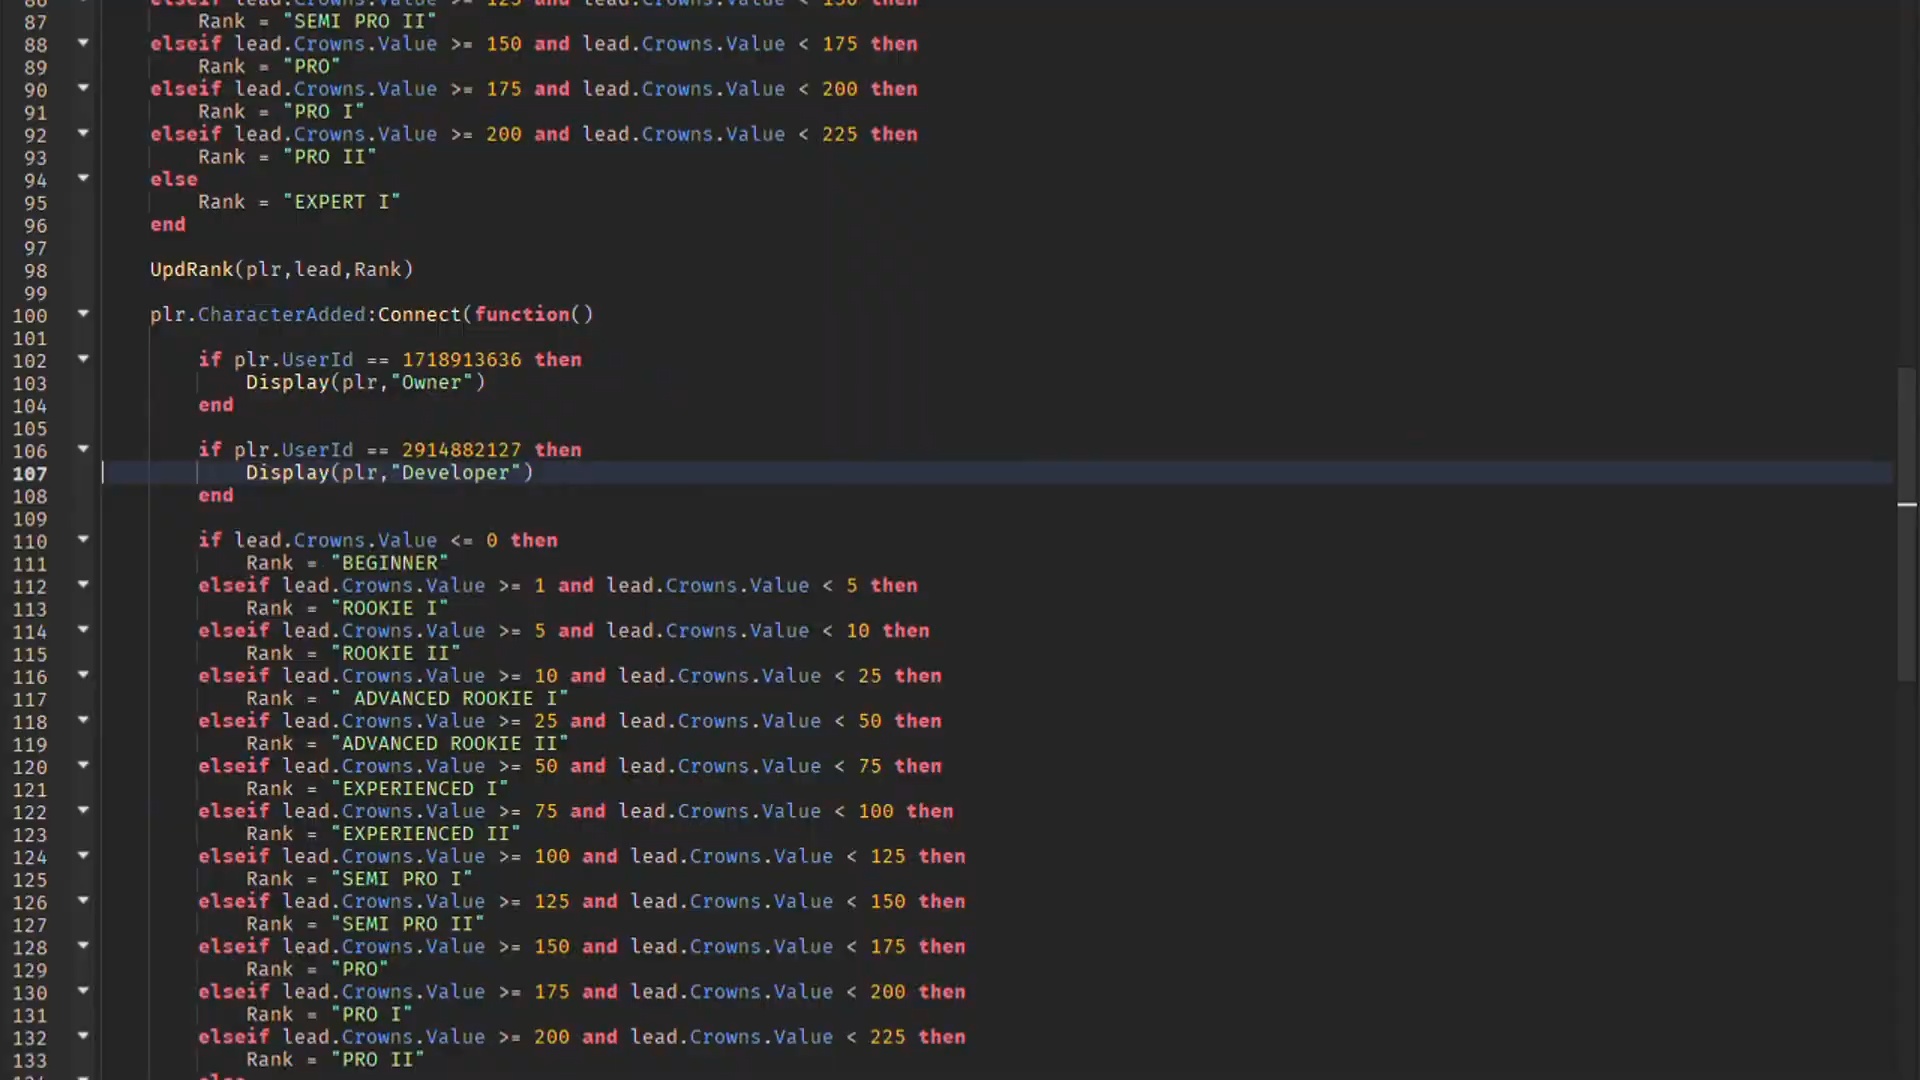 86 elseif lead.Crowns.Value >= 125 and lead.Crowns.Value < 150 then
87 Rank = "SEMI PRO II"
88 elseif lead.Crowns.Value >= 150 and lead.Crowns.Value < 175 then
89 Rank = "PRO"
90 elseif lead.Crowns.Value >= 175 and lead.Crowns.Value < 200 then
91 Rank = "PRO I"
92 elseif lead.Crowns.Value >= 200 and lead.Crowns.Value < 225 then
93 Rank = "PRO II"
94 else
95 Rank = "EXPERT I"
96 end
97
98 UpdRank(plr,lead,Rank)
99
100 plr.CharacterAdded:Connect(function()
101
102 if plr.UserId == 1718913636 then
103 Display(plr,"Owner")
104 end
105
106 if plr.UserId == 2914882127 then
107 Display(plr,"Developer")
108 end
109
110 if lead.Crowns.Value <= 0 then
111 Rank = "BEGINNER"
112 elseif lead.Crowns.Value >= 1 and lead.Crowns.Value < 5 then
113 Rank = "ROOKIE I"
114 elseif lead.Crowns.Value >= 5 and lead.Crowns.Value < 10 then
115 Rank = "ROOKIE II"
116 elseif lead.Crowns.Value >= 10 and lead.Crowns.Value < 25 then
117 Rank = " ADVANCED ROOKIE I"
118 elseif lead.Crowns.Value >= 25 and lead.Crowns.Value < 50 then
119 Rank = "ADVANCED ROOKIE II"
120 elseif lead.Crowns.Value >= 50 and lead.Crowns.Value < 75 then
121 Rank = "EXPERIENCED I"
122 elseif lead.Crowns.Value >= 75 and lead.Crowns.Value < 100 then
123 Rank = "EXPERIENCED II"
124 elseif lead.Crowns.Value >= 100 and lead.Crowns.Value < 125 then
125 Rank = "SEMI PRO I"
126 elseif lead.Crowns.Value >= 125 and lead.Crowns.Value < 150 then
127 Rank = "SEMI PRO II"
128 elseif lead.Crowns.Value >= 150 and lead.Crowns.Value < 175 then
129 Rank = "PRO"
130 elseif lead.Crowns.Value >= 175 and lead.Crowns.Value < 200 then
131 Rank = "PRO I"
132 elseif lead.Crowns.Value >= 200 and lead.Crowns.Value < 225 then
133 Rank = "PRO II"
134 else